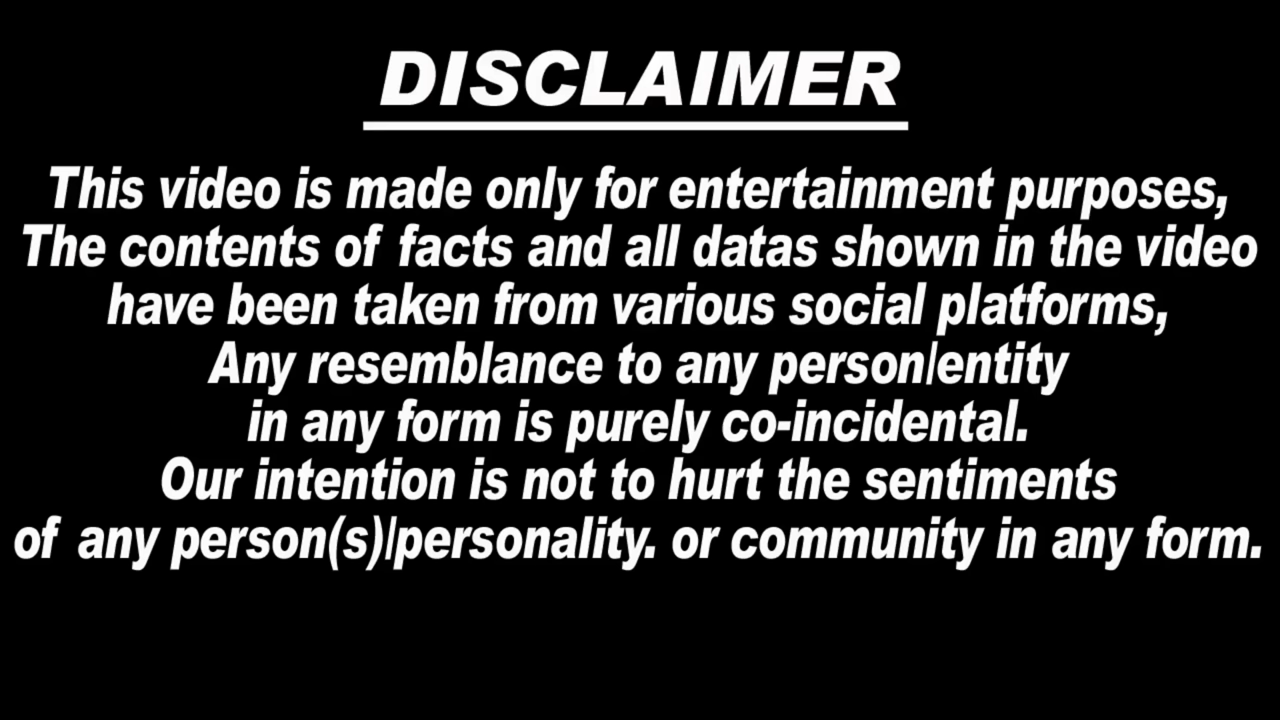 DISCLAIMER
This video is made only for entertainment purposes,
The contents of facts and all datas shown in the video
have been taken from various social platforms,
Any resemblance to any person|entity
in any form is purely co-incidental.
Our intention is not to hurt the sentiments
of any person(s)|personality. or community in any form.